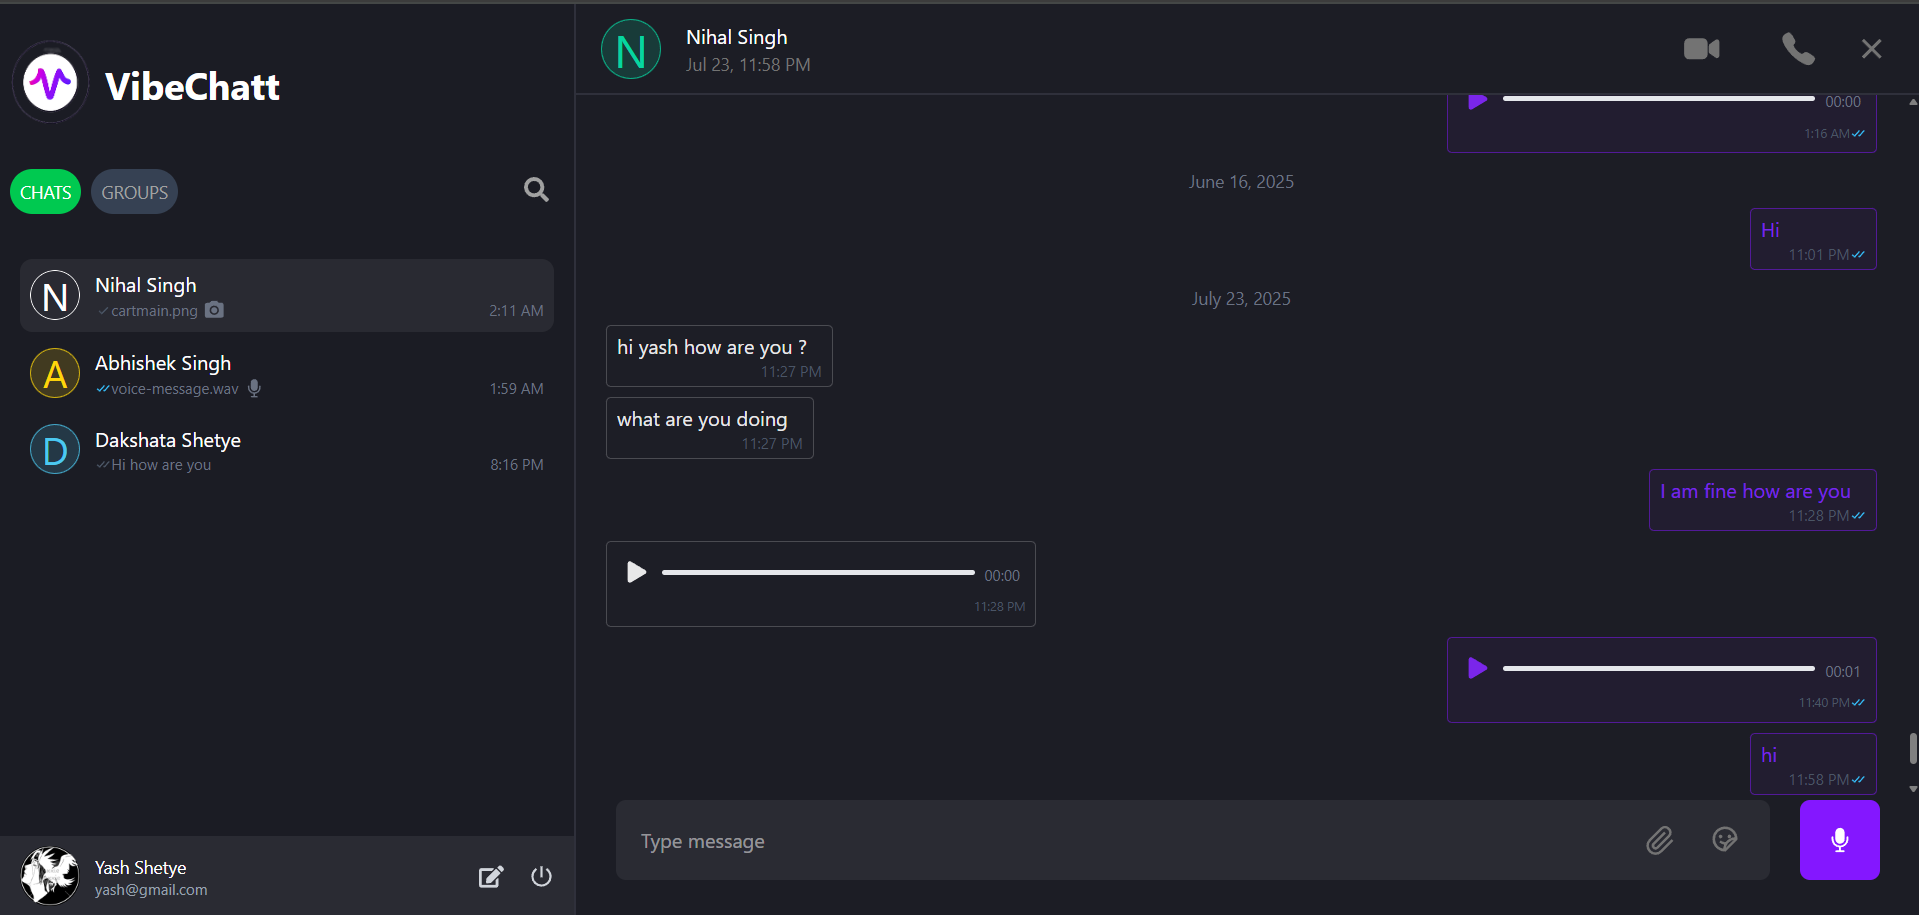 VibeChatt
CHATS
GROUPS
N
Nihal Singh
cartmain.png
2:11 AM
A
Abhishek Singh
voice-message.wav
1:59 AM
D
Dakshata Shetye
Hi how are you
8:16 PM
Yash Shetye
yash@gmail.com
N
Nihal Singh
Jul 23, 11:58 PM
00:00
1:16 AM
June 16, 2025
Hi
11:01 PM
July 23, 2025
hi yash how are you ?
11:27 PM
what are you doing
11:27 PM
I am fine how are you
11:28 PM
00:00
11:28 PM
00:01
11:40 PM
hi
11:58 PM
Type message